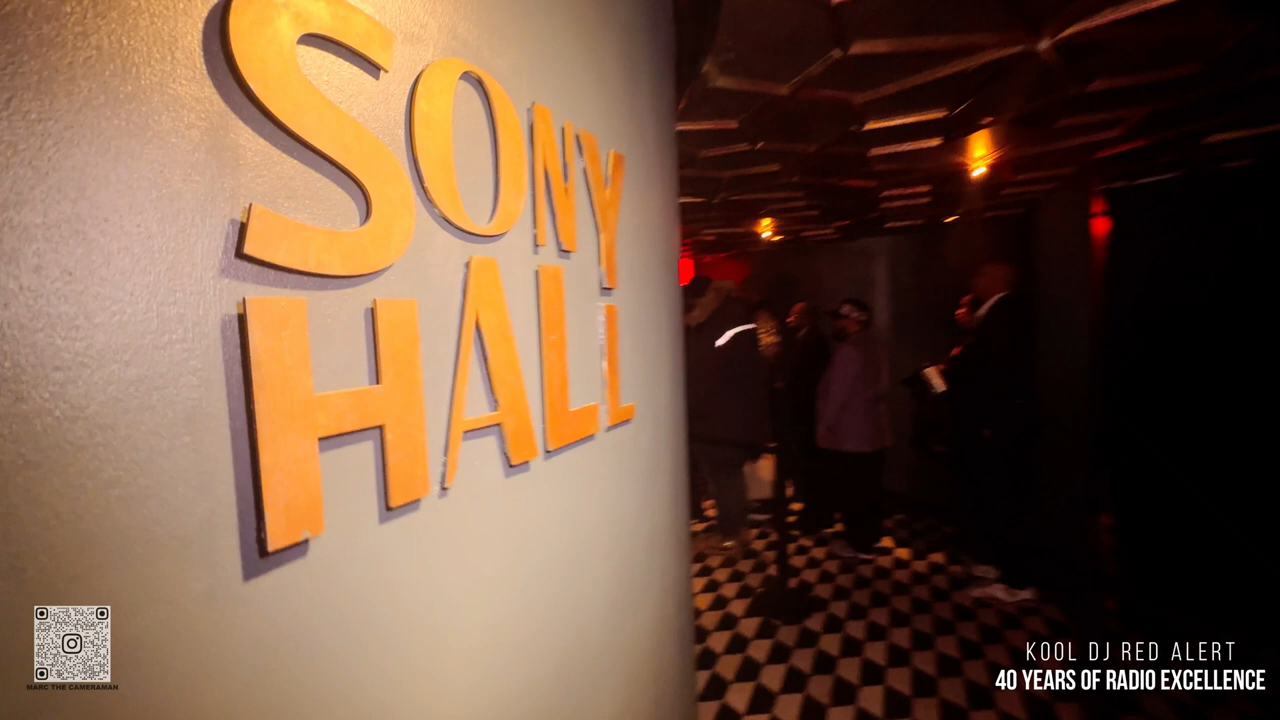 SONY
HALL
MARC THE CAMERAMAN
KOOL DJ RED ALERT
40 YEARS OF RADIO EXCELLENCE